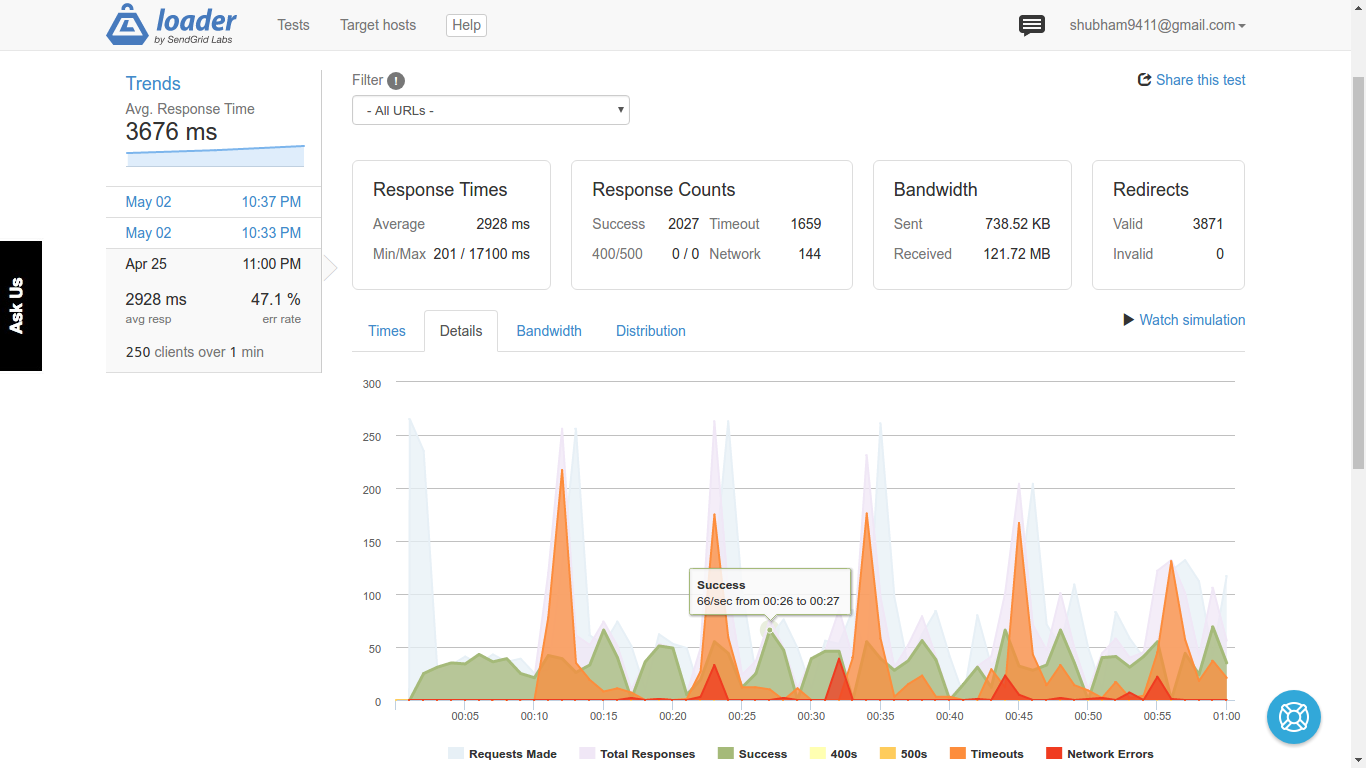 loader
by SendGrid Labs
Tests
Target hosts
Help
shubham9411@gmail.com
Ask Us
Trends
Avg. Response Time
3676 ms
May 02 10:37 PM
May 02 10:33 PM
Apr 25 11:00 PM
2928 ms 47.1 %
avg resp err rate
250 clients over 1 min
Filter !
Share this test
- All URLs -
Response Times
Average 2928 ms
Min/Max 201 / 17100 ms
Response Counts
Success 2027 Timeout 1659
400/500 0 / 0 Network 144
Bandwidth
Sent 738.52 KB
Received 121.72 MB
Redirects
Valid 3871
Invalid 0
Times Details Bandwidth Distribution
Watch simulation
300
250
200
150
100
50
0
Success
66/sec from 00:26 to 00:27
00:05 00:10 00:15 00:20 00:25 00:30 00:35 00:40 00:45 00:50 00:55 01:00
Requests Made Total Responses Success 400s 500s Timeouts Network Errors